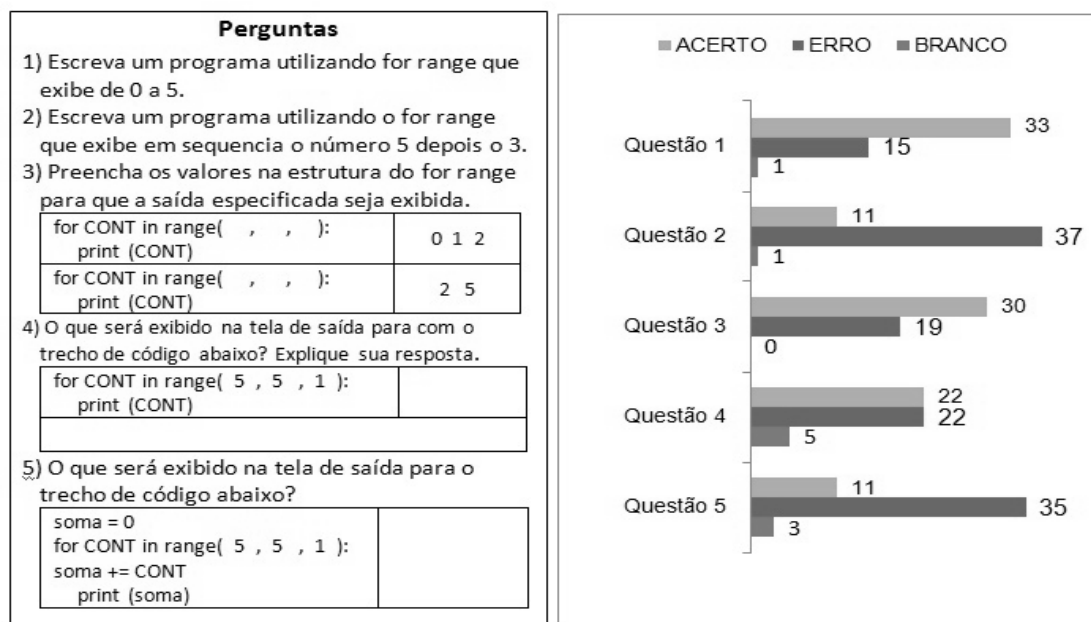 Perguntas
1) Escreva um programa utilizando for range que
exibe de 0 a 5.
2) Escreva um programa utilizando o for range
que exibe em sequencia o número 5 depois o 3.
3) Preencha os valores na estrutura do for range
para que a saída especificada seja exibida.
for CONT in range(   ,   ,   ):
print (CONT)
0 1 2
for CONT in range(   ,   ,   ):
print (CONT)
2 5
4) O que será exibido na tela de saída para com o
trecho de código abaixo? Explique sua resposta.
for CONT in range( 5 , 5 , 1 ):
print (CONT)
5) O que será exibido na tela de saída para o
trecho de código abaixo?
soma = 0
for CONT in range( 5 , 5 , 1 ):
soma += CONT
print (soma)
ACERTO ERRO BRANCO
Questão 1
33
15
1
Questão 2
11
37
1
Questão 3
30
19
0
Questão 4
22
22
5
Questão 5
11
35
3